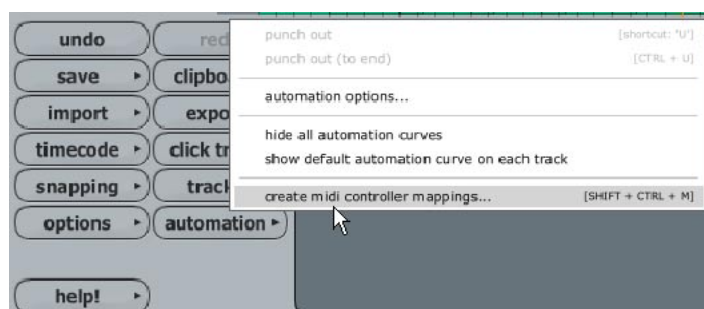 undo
red
save
clipbo
import
expo
timecode
click tr
snapping
track
options
automation
help!
punch out [shortcut: 'U']
punch out (to end) [CTRL + U]
automation options...
hide all automation curves
show default automation curve on each track
create midi controller mappings... [SHIFT + CTRL + M]